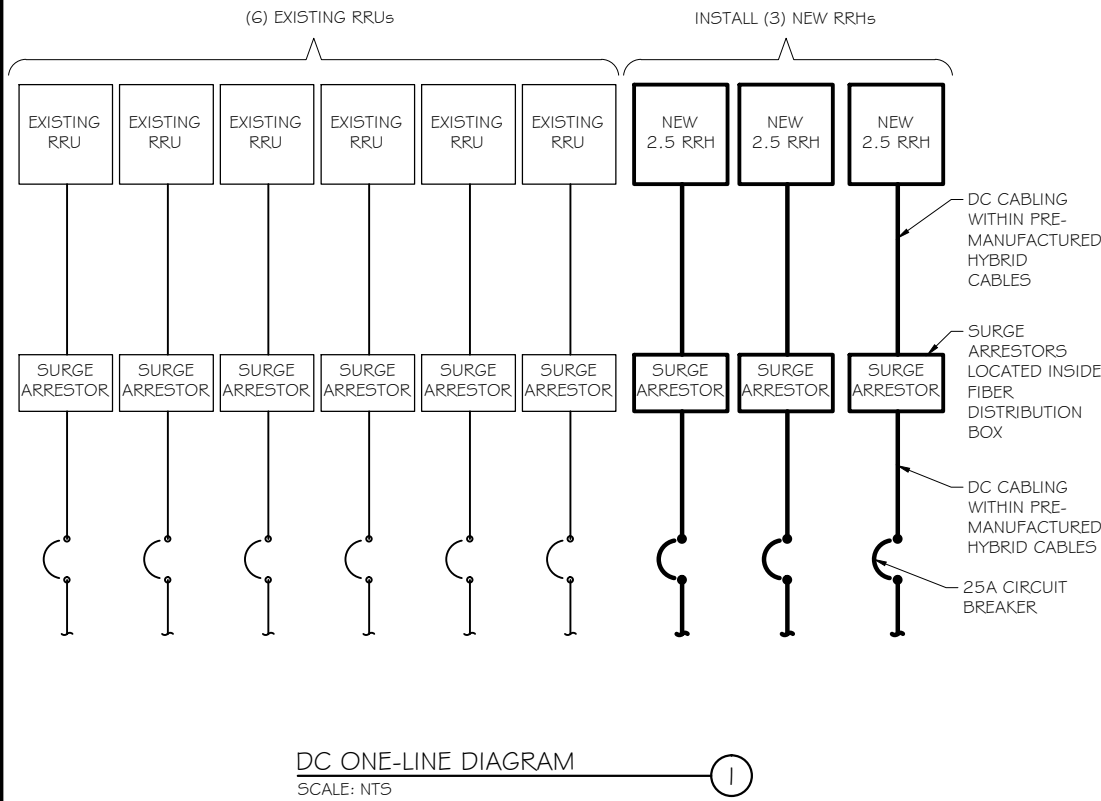 (6) EXISTING RRUs
INSTALL (3) NEW RRHs
EXISTING
RRU
EXISTING
RRU
EXISTING
RRU
EXISTING
RRU
EXISTING
RRU
EXISTING
RRU
NEW
2.5 RRH
NEW
2.5 RRH
NEW
2.5 RRH
DC CABLING
WITHIN PRE-
MANUFACTURED
HYBRID
CABLES
SURGE
ARRESTOR
SURGE
ARRESTOR
SURGE
ARRESTOR
SURGE
ARRESTOR
SURGE
ARRESTOR
SURGE
ARRESTOR
SURGE
ARRESTOR
SURGE
ARRESTOR
SURGE
ARRESTOR
SURGE
ARRESTORS
LOCATED INSIDE
FIBER
DISTRIBUTION
BOX
DC CABLING
WITHIN PRE-
MANUFACTURED
HYBRID CABLES
25A CIRCUIT
BREAKER
DC ONE-LINE DIAGRAM
SCALE: NTS
1